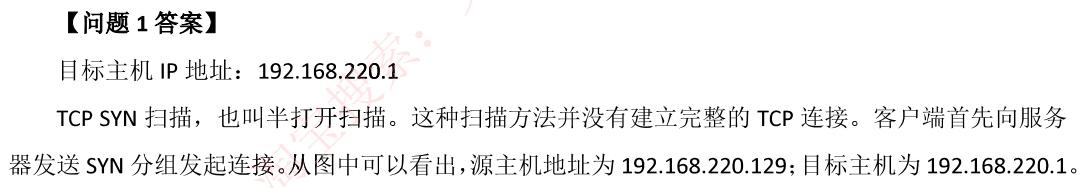 【问题 1 答案】
目标主机 IP 地址：192.168.220.1
TCP SYN 扫描，也叫半打开扫描。这种扫描方法并没有建立完整的 TCP 连接。客户端首先向服务
器发送 SYN 分组发起连接。从图中可以看出，源主机地址为 192.168.220.129；目标主机为 192.168.220.1。
淘宝搜索：